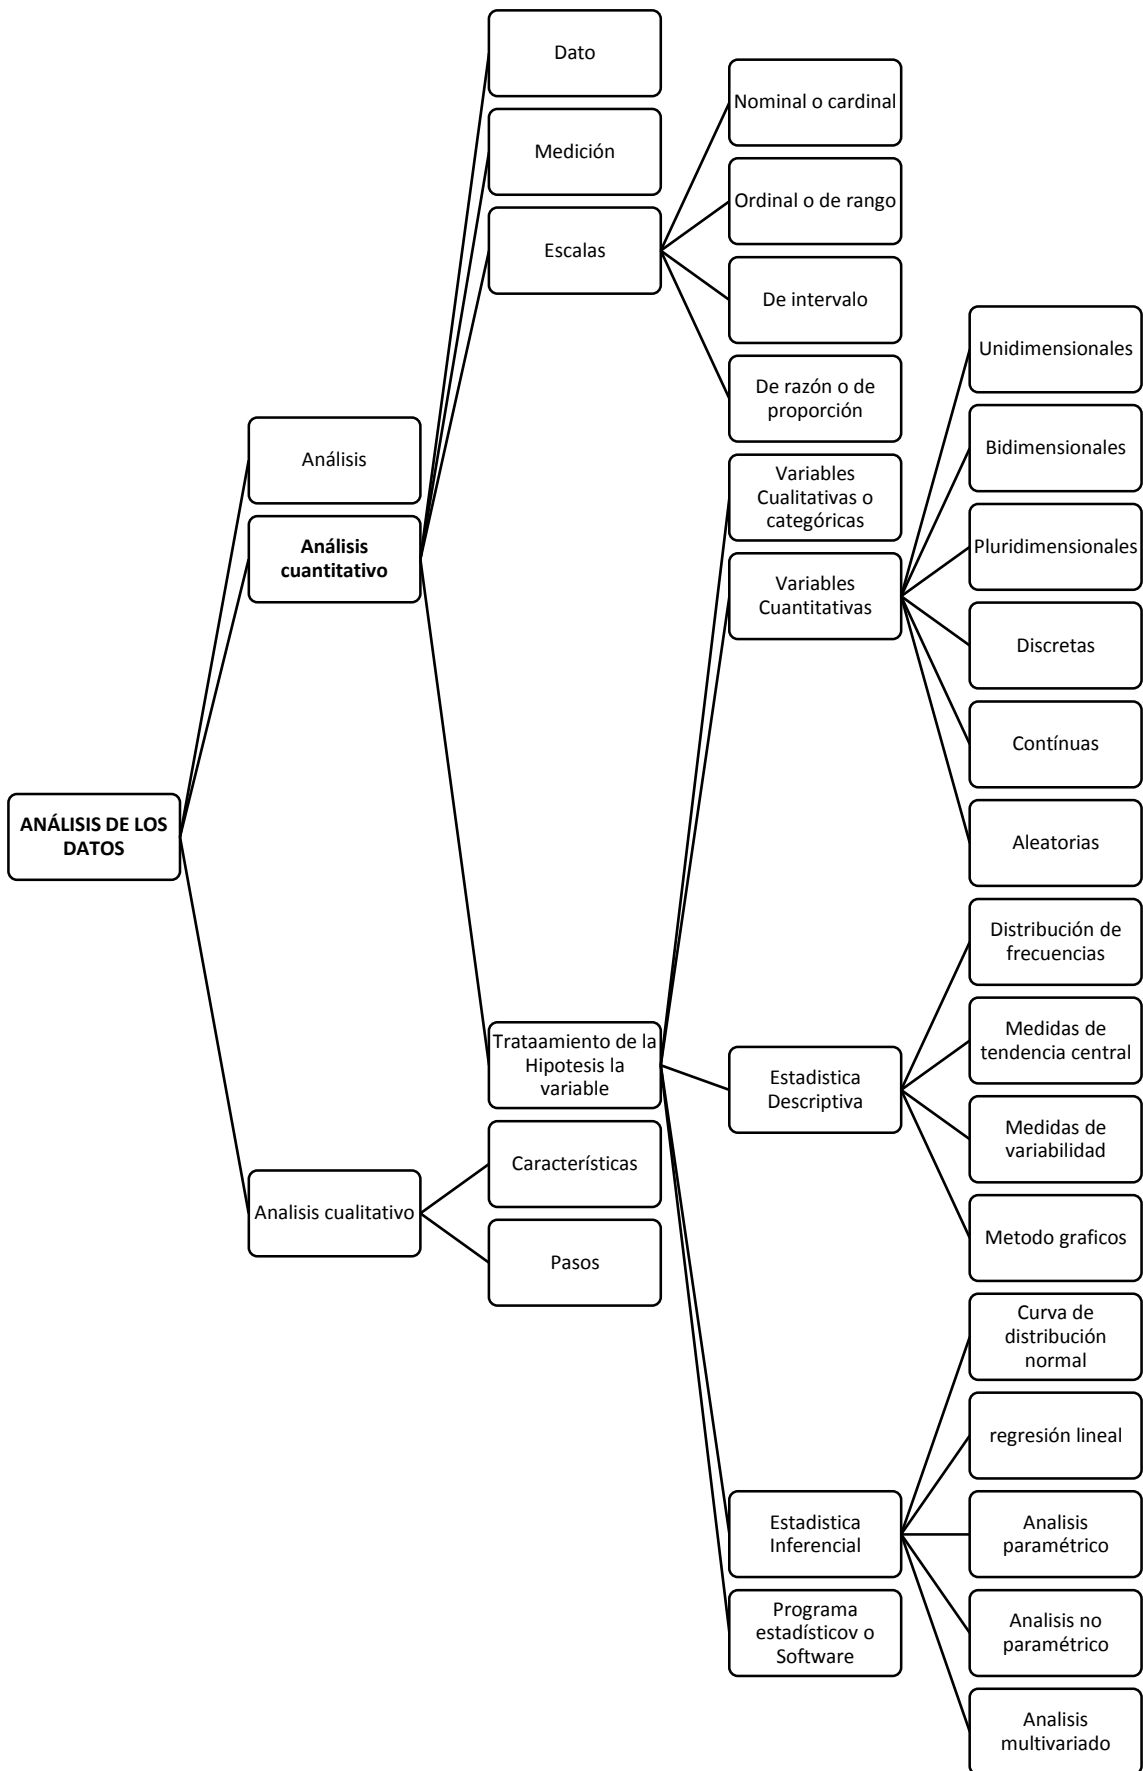 Dato
Nominal o cardinal
Medición
Ordinal o de rango
Escalas
De intervalo
Unidimensionales
De razón o de
proporción
Bidimensionales
Análisis
Variables
Cualitativas o
categóricas
Pluridimensionales
Análisis
cuantitativo
Variables
Cuantitativas
Discretas
Contínuas
ANÁLISIS DE LOS
DATOS
Aleatorias
Distribución de
frecuencias
Trataamiento de la
Hipotesis la
variable
Medidas de
tendencia central
Estadistica
Descriptiva
Medidas de
variabilidad
Características
Analisis cualitativo
Metodo graficos
Pasos
Curva de
distribución
normal
regresión lineal
Estadistica
Inferencial
Analisis
paramétrico
Programa
estadísticov o
Software
Analisis no
paramétrico
Analisis
multivariado